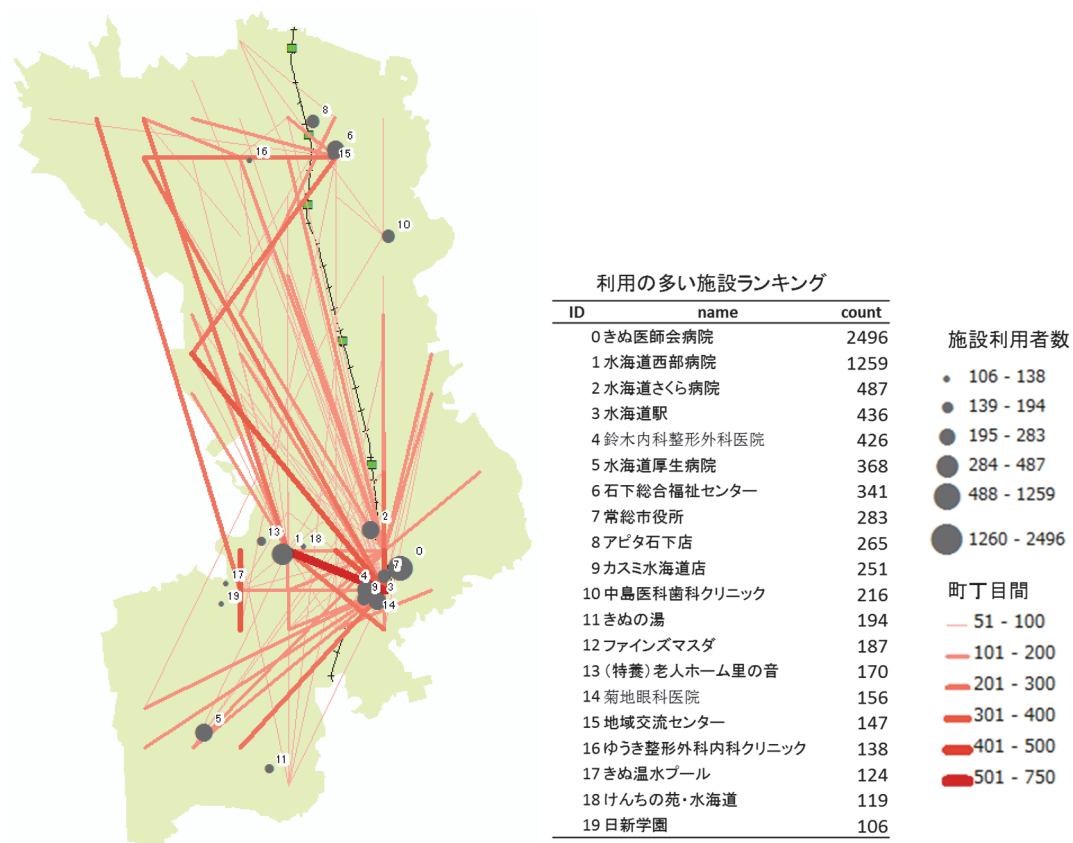 8
6
16
15
10
利用の多い施設ランキング
ID name count
0 きぬ医師会病院 2496
1 水海道西部病院 1259
2 水海道さくら病院 487
3 水海道駅 436
4 鈴木内科整形外科医院 426
5 水海道厚生病院 368
6 石下総合福祉センター 341
7 常総市役所 283
8 アピタ石下店 265
9 カスミ水海道店 251
10 中島医科歯科クリニック 216
11 きぬの湯 194
12 ファインズマスダ 187
13 （特養）老人ホーム里の音 170
14 菊地眼科医院 156
15 地域交流センター 147
16 ゆうき整形外科内科クリニック 138
17 きぬ温水プール 124
18 けんちの苑・水海道 119
19 日新学園 106
施設利用者数
106 - 138
139 - 194
195 - 283
284 - 487
488 - 1259
1260 - 2496
町丁目間
51 - 100
101 - 200
201 - 300
301 - 400
401 - 500
501 - 750
2
13
1
18
0
7
17
4
9
3
19
14
5
11